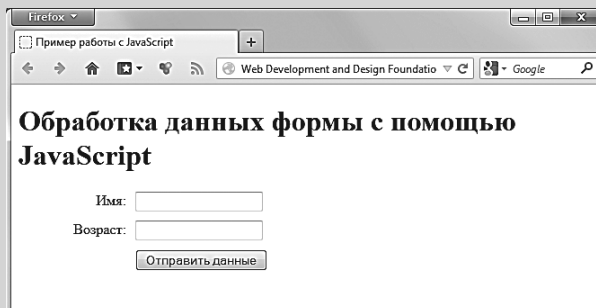 Firefox
Пример работы с JavaScript
Web Development and Design Foundatio
Google
Обработка данных формы с помощью
JavaScript
Имя:
Возраст:
Отправить данные